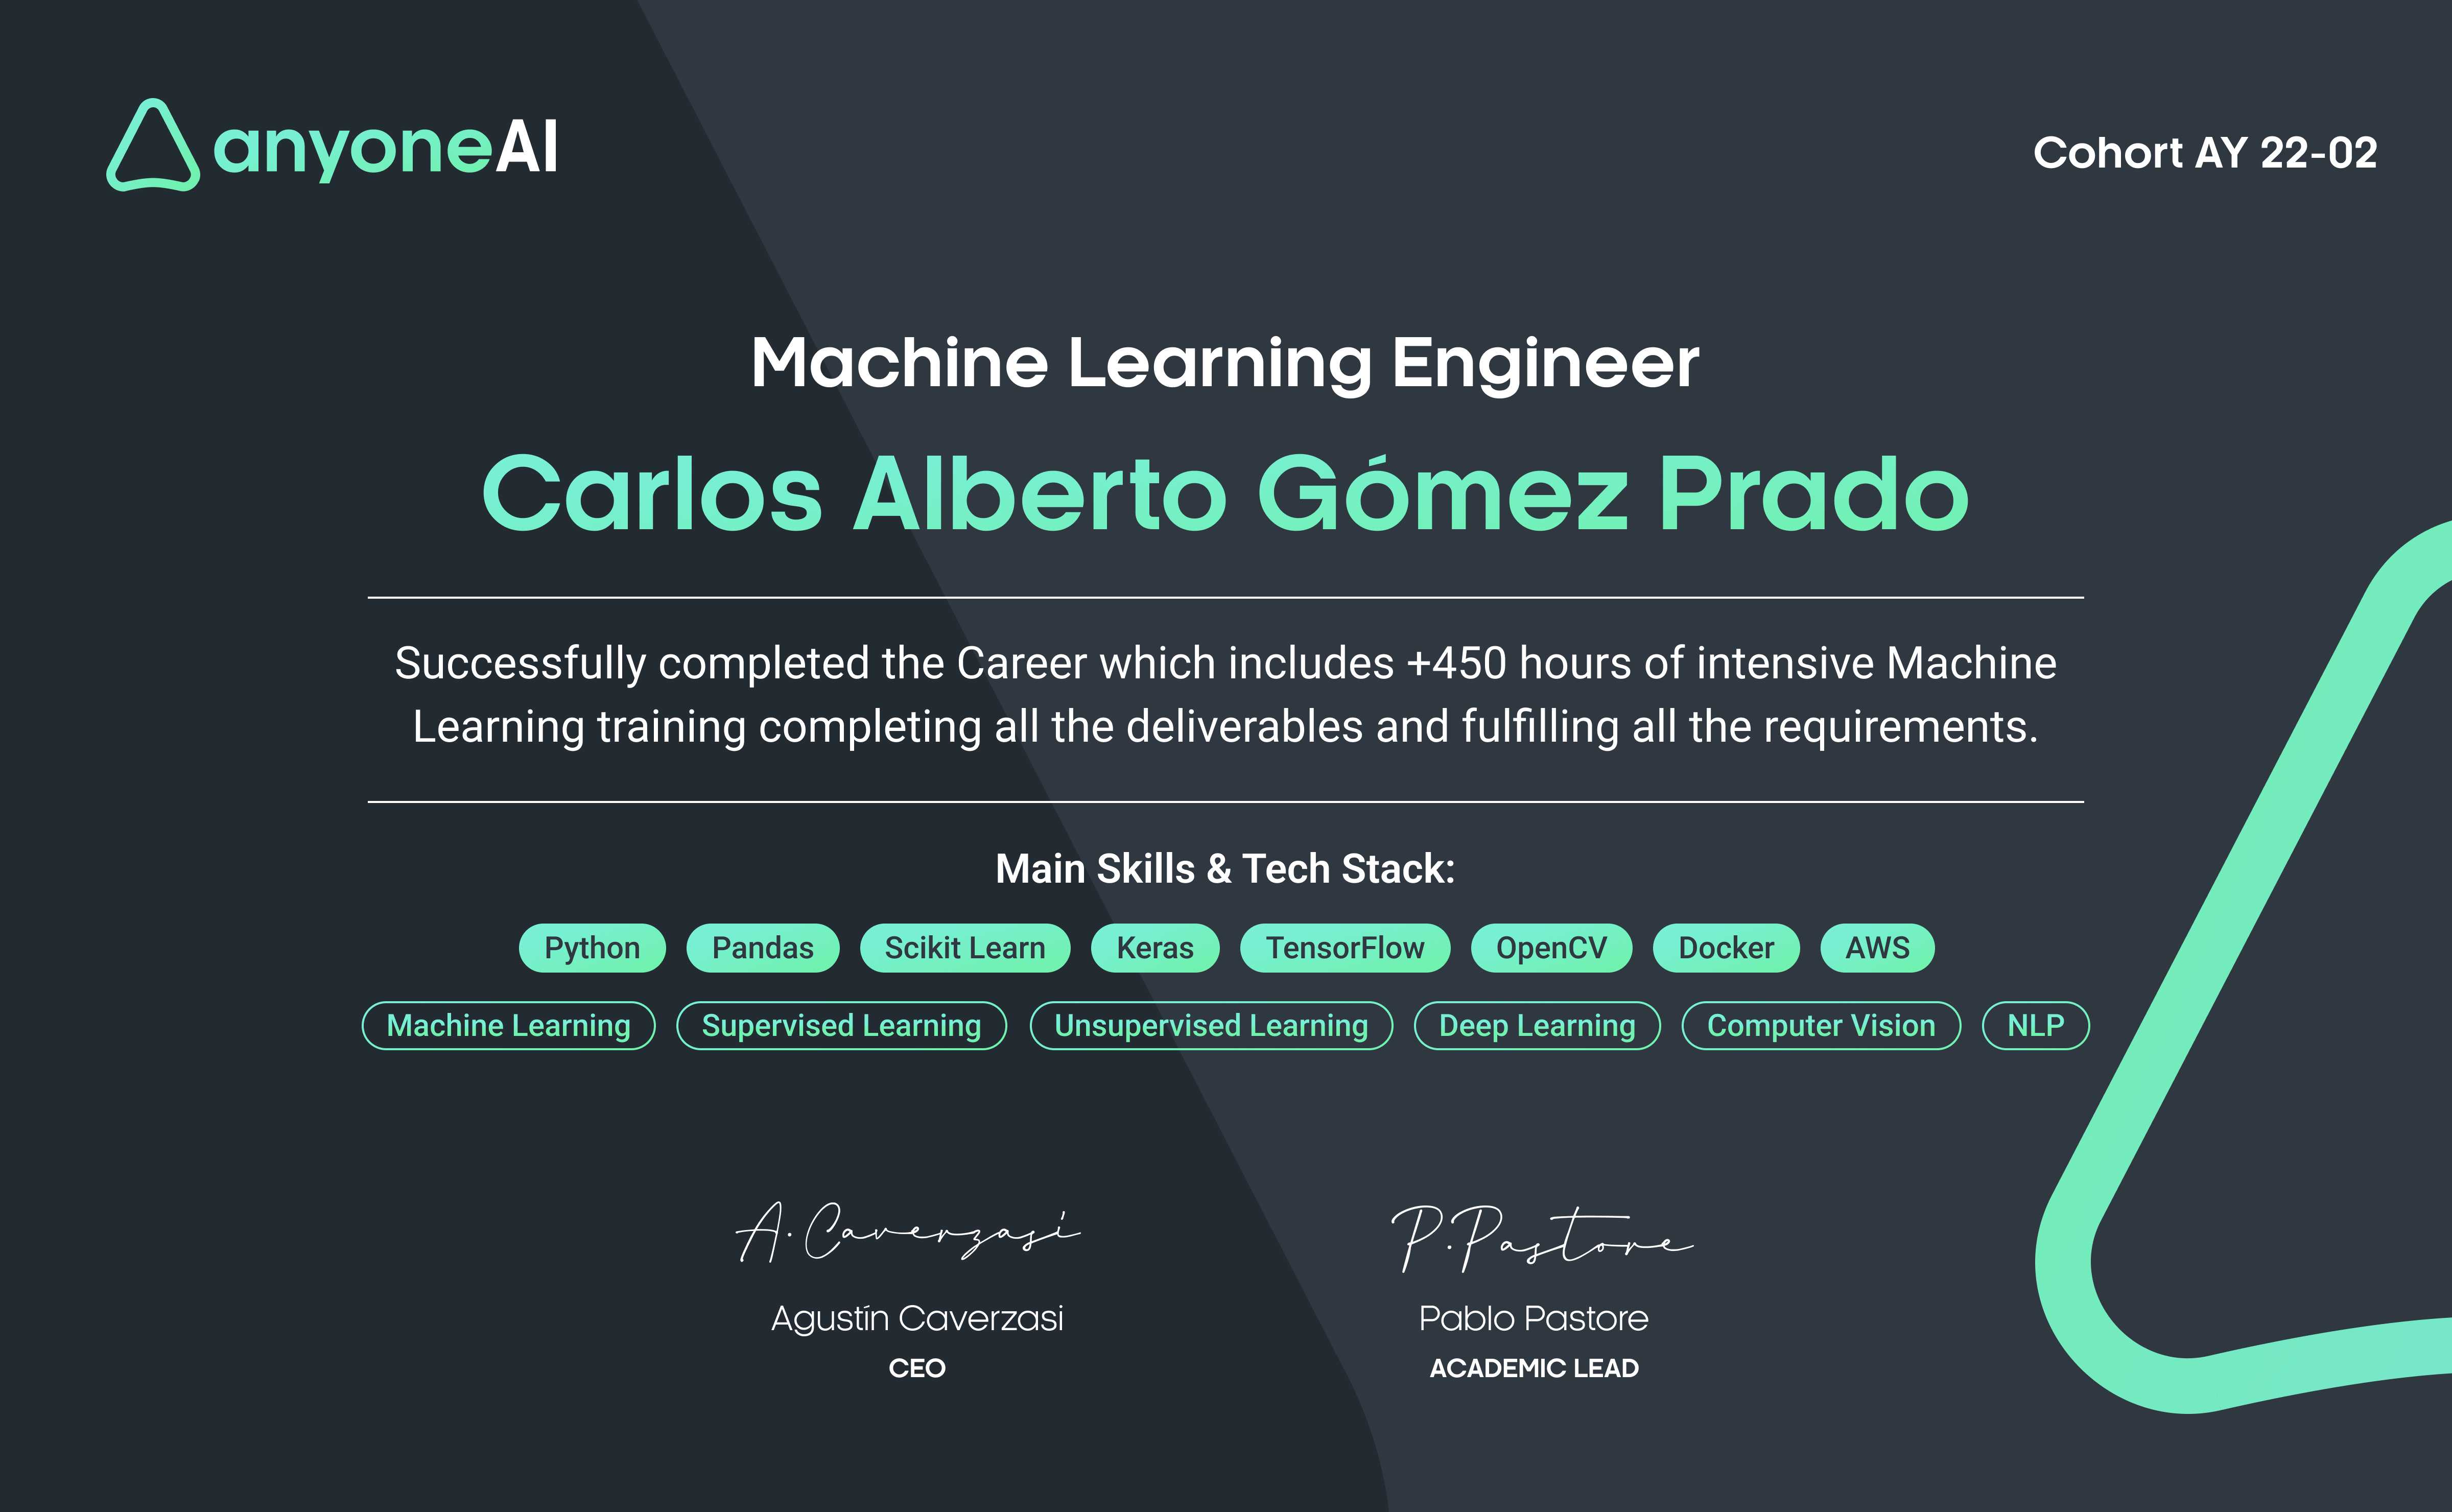 anyoneAI
Cohort AY 22-02
Machine Learning Engineer
Carlos Alberto Gómez Prado
Successfully completed the Career which includes +450 hours of intensive Machine
Learning training completing all the deliverables and fulfilling all the requirements.
Main Skills & Tech Stack:
Python Pandas Scikit Learn Keras TensorFlow OpenCV Docker AWS
Machine Learning Supervised Learning Unsupervised Learning Deep Learning Computer Vision NLP
A. Caverzasi P. Pastore
Agustín Caverzasi Pablo Pastore
CEO ACADEMIC LEAD